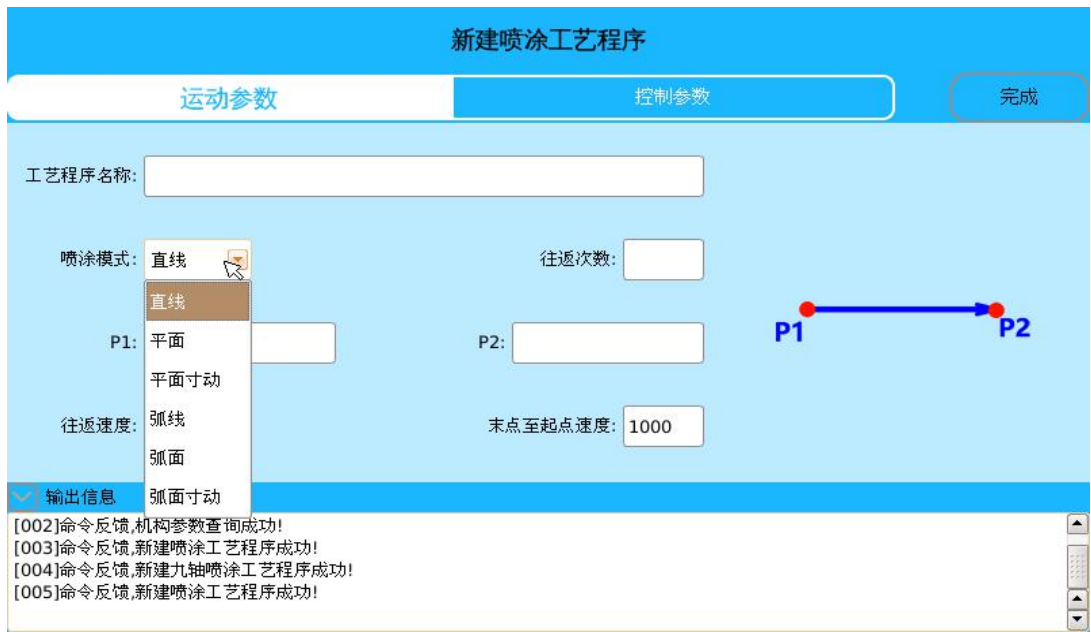 新建喷涂工艺程序
运动参数 控制参数 完成
工艺程序名称:
喷涂模式: 直线 往返次数:
直线
P1: 平面 P2: P1 P2
平面寸动
往返速度: 弧线 末点至起点速度: 1000
弧面
输出信息 弧面寸动
[002]命令反馈,机构参数查询成功!
[003]命令反馈,新建喷涂工艺程序成功!
[004]命令反馈,新建九轴喷涂工艺程序成功!
[005]命令反馈,新建喷涂工艺程序成功!